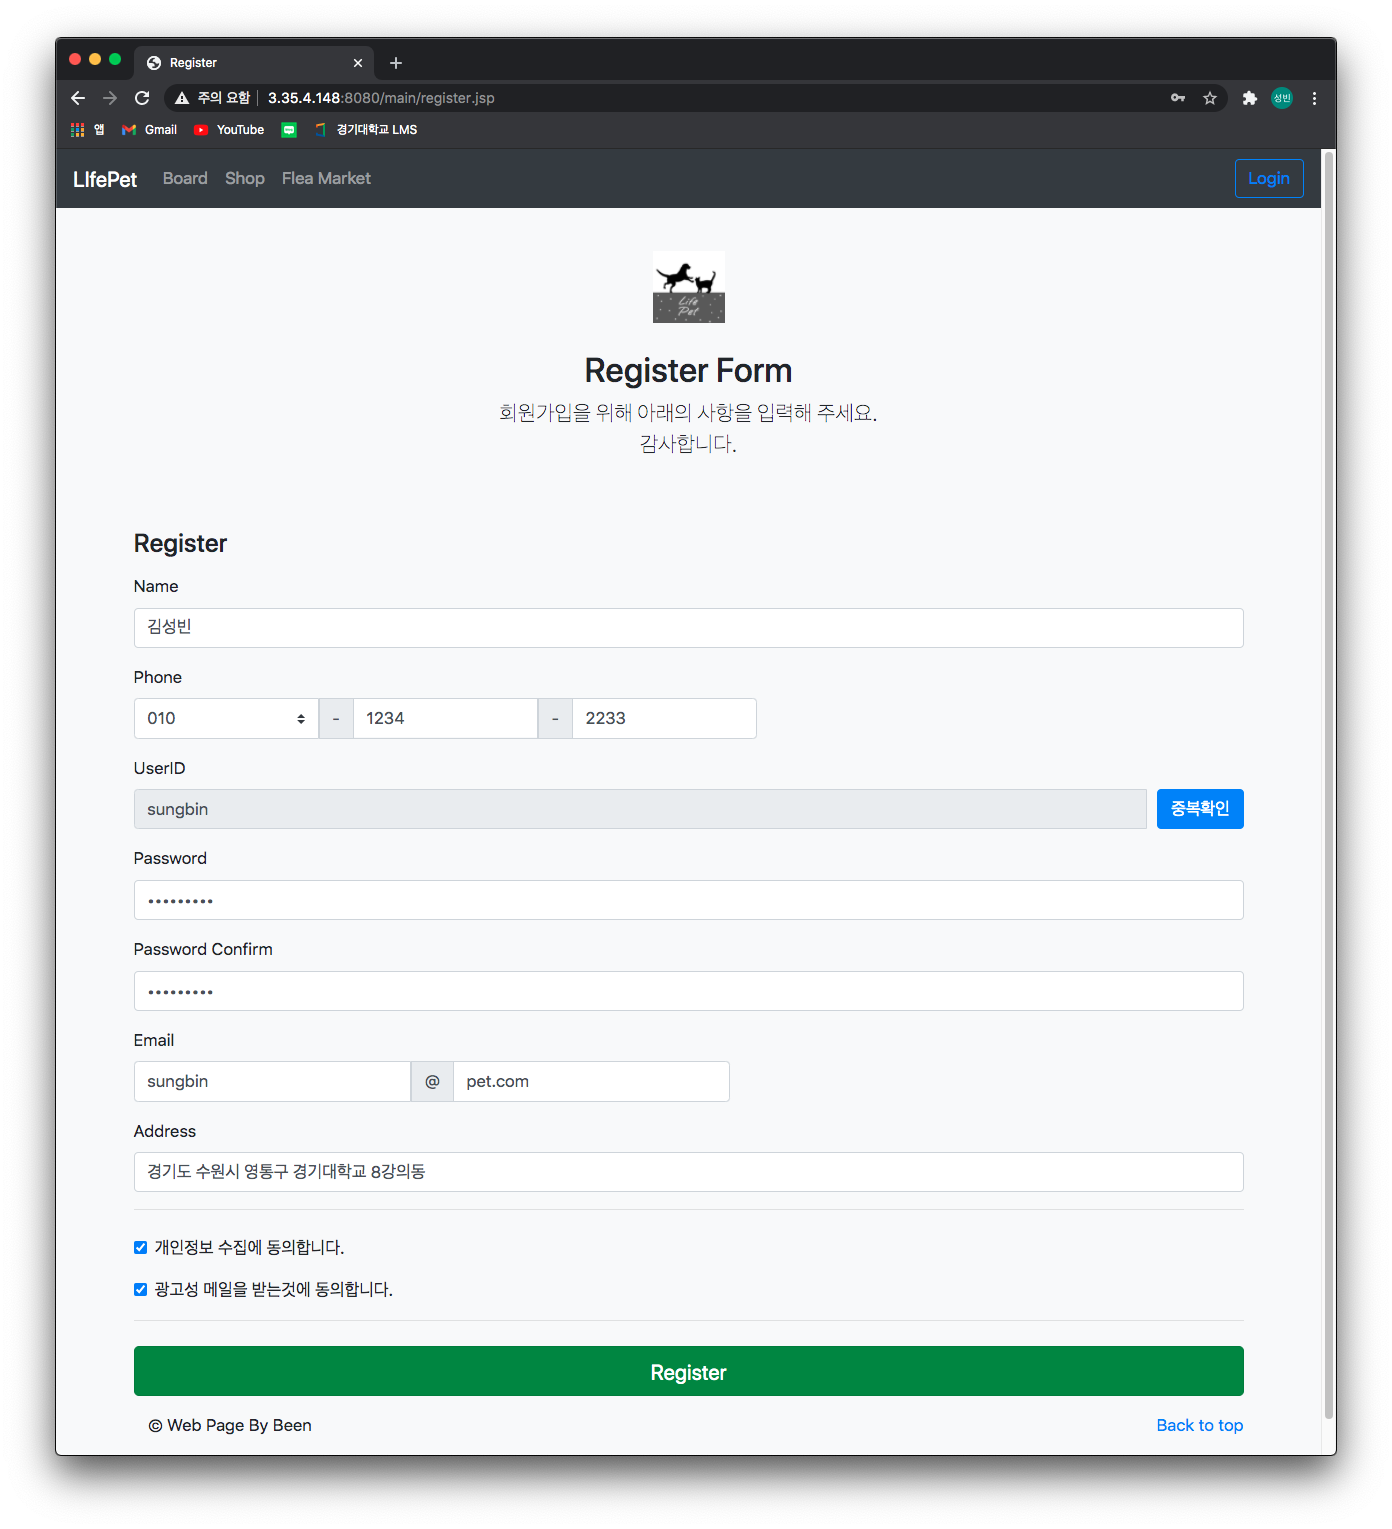 Register
주의 요함 3.35.4.148:8080/main/register.jsp 성빈
앱 Gmail YouTube 경기대학교 LMS
LIfePet Board Shop Flea Market Login
Life
Pet
Register Form
회원가입을 위해 아래의 사항을 입력해 주세요.
감사합니다.
Register
Name
김성빈
Phone
010 - 1234 - 2233
UserID
sungbin 중복확인
Password
•••••••••
Password Confirm
•••••••••
Email
sungbin @ pet.com
Address
경기도 수원시 영통구 경기대학교 8강의동
개인정보 수집에 동의합니다.
광고성 메일을 받는것에 동의합니다.
Register
© Web Page By Been Back to top